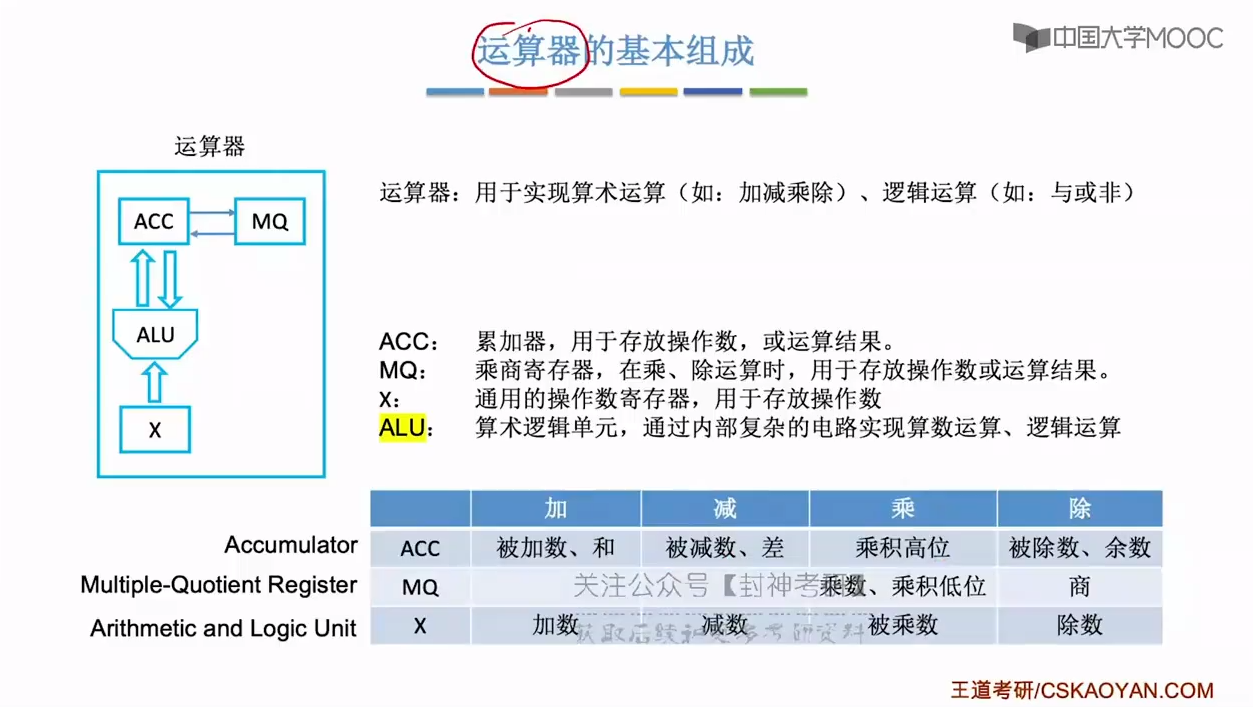 运算器的基本组成
中国大学MOOC
运算器
ACC
MQ
ALU
X
运算器：用于实现算术运算（如：加减乘除）、逻辑运算（如：与或非）
ACC： 累加器，用于存放操作数，或运算结果。
MQ： 乘商寄存器，在乘、除运算时，用于存放操作数或运算结果。
X： 通用的操作数寄存器，用于存放操作数
ALU： 算术逻辑单元，通过内部复杂的电路实现算数运算、逻辑运算
加 减 乘 除
Accumulator ACC 被加数、和 被减数、差 乘积高位 被除数、余数
Multiple-Quotient Register MQ 乘数、乘积低位 商
Arithmetic and Logic Unit X 加数 减数 被乘数 除数
关注公众号【封神考研】
王道考研/CSKAOYAN.COM